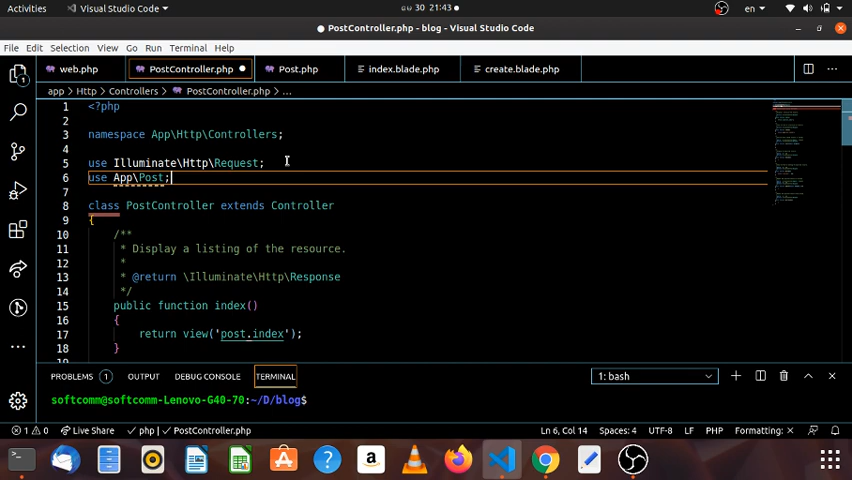 Activities Visual Studio Code 30 21:43 en
PostController.php - blog - Visual Studio Code
File Edit Selection View Go Run Terminal Help
web.php PostController.php Post.php index.blade.php create.blade.php
app > Http > Controllers > PostController.php > ...
1 <?php
2
3 namespace App\Http\Controllers;
4
5 use Illuminate\Http\Request;
6 use App\Post;
7
8 class PostController extends Controller
9 {
10 /**
11 * Display a listing of the resource.
12 *
13 * @return \Illuminate\Http\Response
14 */
15 public function index()
16 {
17 return view('post.index');
18 }
PROBLEMS 1 OUTPUT DEBUG CONSOLE TERMINAL 1: bash
softcomm@softcomm-Lenovo-G40-70:~/D/blog$
1 0 Live Share php PostController.php Ln 6, Col 14 Spaces: 4 UTF-8 LF PHP Formatting: ×